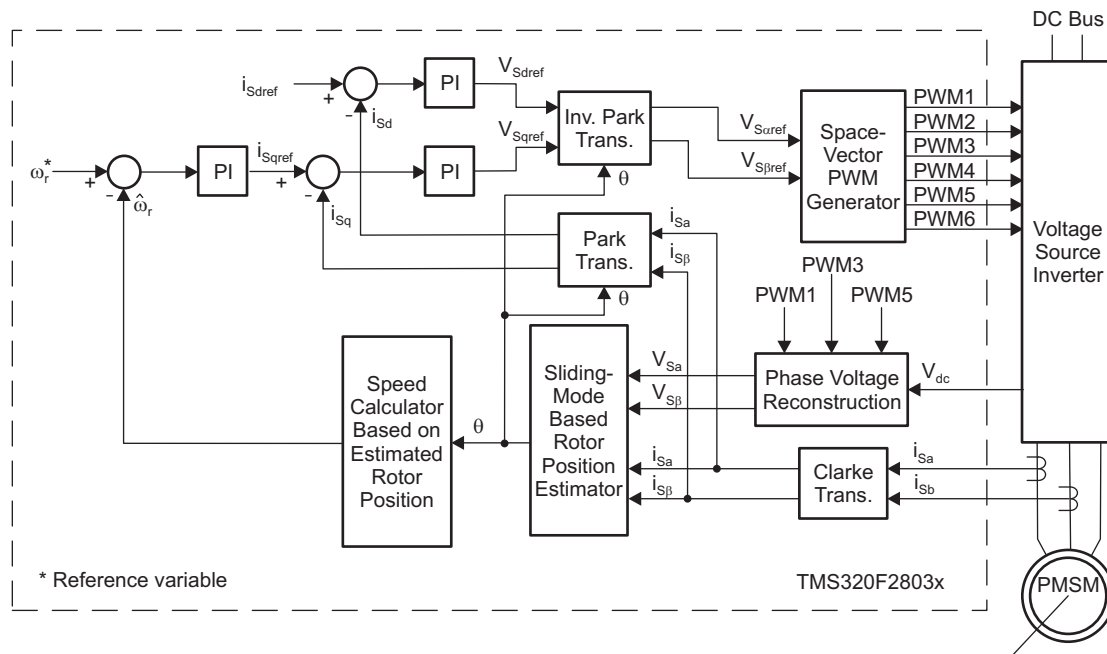 DC Bus
i_Sdref
+
-
PI
V_Sdref
i_Sd
Inv. Park
Trans.
θ
V_Sαref
V_Sβref
Space-
Vector
PWM
Generator
PWM1
PWM2
PWM3
PWM4
PWM5
PWM6
Voltage
Source
Inverter
ω_r^*
+
-
ω̂_r
PI
i_Sqref
+
-
i_Sq
PI
V_Sqref
Park
Trans.
θ
i_Sa
i_Sβ
PWM3
PWM1
PWM5
Phase Voltage
Reconstruction
V_dc
V_Sa
V_Sβ
Speed
Calculator
Based on
Estimated
Rotor
Position
θ
Sliding-
Mode
Based
Rotor
Position
Estimator
i_Sa
i_Sβ
Clarke
Trans.
i_Sa
i_Sb
* Reference variable
TMS320F2803x
PMSM